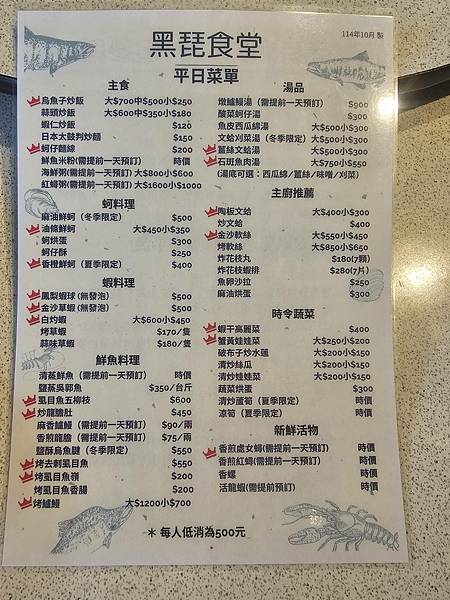 黑琵食堂
114年10月 製
平日菜單
主食
烏魚子炒飯 大$700中$500小$250
蒜頭炒飯 大$600中$350小$180
蝦仁炒飯 $120
日本太鼓判炒麵 $150
蚵仔麵線 $200
鮮魚米粉(需提前一天預訂) 時價
海鮮粥(需提前一天預訂) 大$800小$600
紅蟳粥(需提前一天預訂) 大$1600小$1000
蚵料理
麻油鮮蚵 (冬季限定) $500
油條鮮蚵 大$450小$350
蚵烘蛋 $300
蚵仔酥 $250
香橙鮮蚵 (夏季限定) $400
蝦料理
鳳梨蝦球 (無發泡) $500
金沙草蝦 (無發泡) $500
白灼蝦 大$600小$450
烤草蝦 $170/隻
蒜味草蝦 $180/隻
鮮魚料理
清蒸鮮魚 (需提前一天預訂) 時價
鹽蒸吳郭魚 $350/台斤
虱目魚五柳枝 $600
炒龍膽肚 $450
麻香鱸鰻 (需提前一天預訂) $90/兩
香煎龍膽 (需提前一天預訂) $75/兩
鹽酥烏魚腱 (冬季限定) $550
烤去刺虱目魚 $550
烤虱目魚嶺 $200
烤虱目魚香腸 $200
烤鱸鰻 大$1200小$700
湯品
燉鱸鰻湯 (需提前一天預訂) $900
酸菜蚵仔湯 $300
魚皮西瓜綿湯 大$500小$300
文蛤刈菜湯 (冬季限定) 大$500小$300
薑絲文蛤湯 大$500小$300
石斑魚肉湯 大$750小$550
(湯底可選：西瓜綿/薑絲/味噌/刈菜)
主廚推薦
陶板文蛤 大$400小$300
炒文蛤 $400
金沙軟絲 大$550小$450
烤軟絲 大$850小$650
炸花枝丸 $180(7顆)
炸花枝蝦排 $280(7片)
魚卵沙拉 $250
麻油烘蛋 $300
時令蔬菜
蝦干高麗菜 $400
蟹黃娃娃菜 大$250小$200
破布子炒水蓮 大$200小$150
清炒絲瓜 大$200小$150
清炒娃娃菜 大$200小$150
蔬菜烘蛋 $300
清炒蘆筍 (夏季限定) 時價
涼筍 (夏季限定) 時價
新鮮活物
香煎處女蟳(需提前一天預訂) 時價
香煎紅蟳(需提前一天預訂) 時價
香螺 時價
活龍蝦(需提前一天預訂) 時價
＊ 每人低消為500元